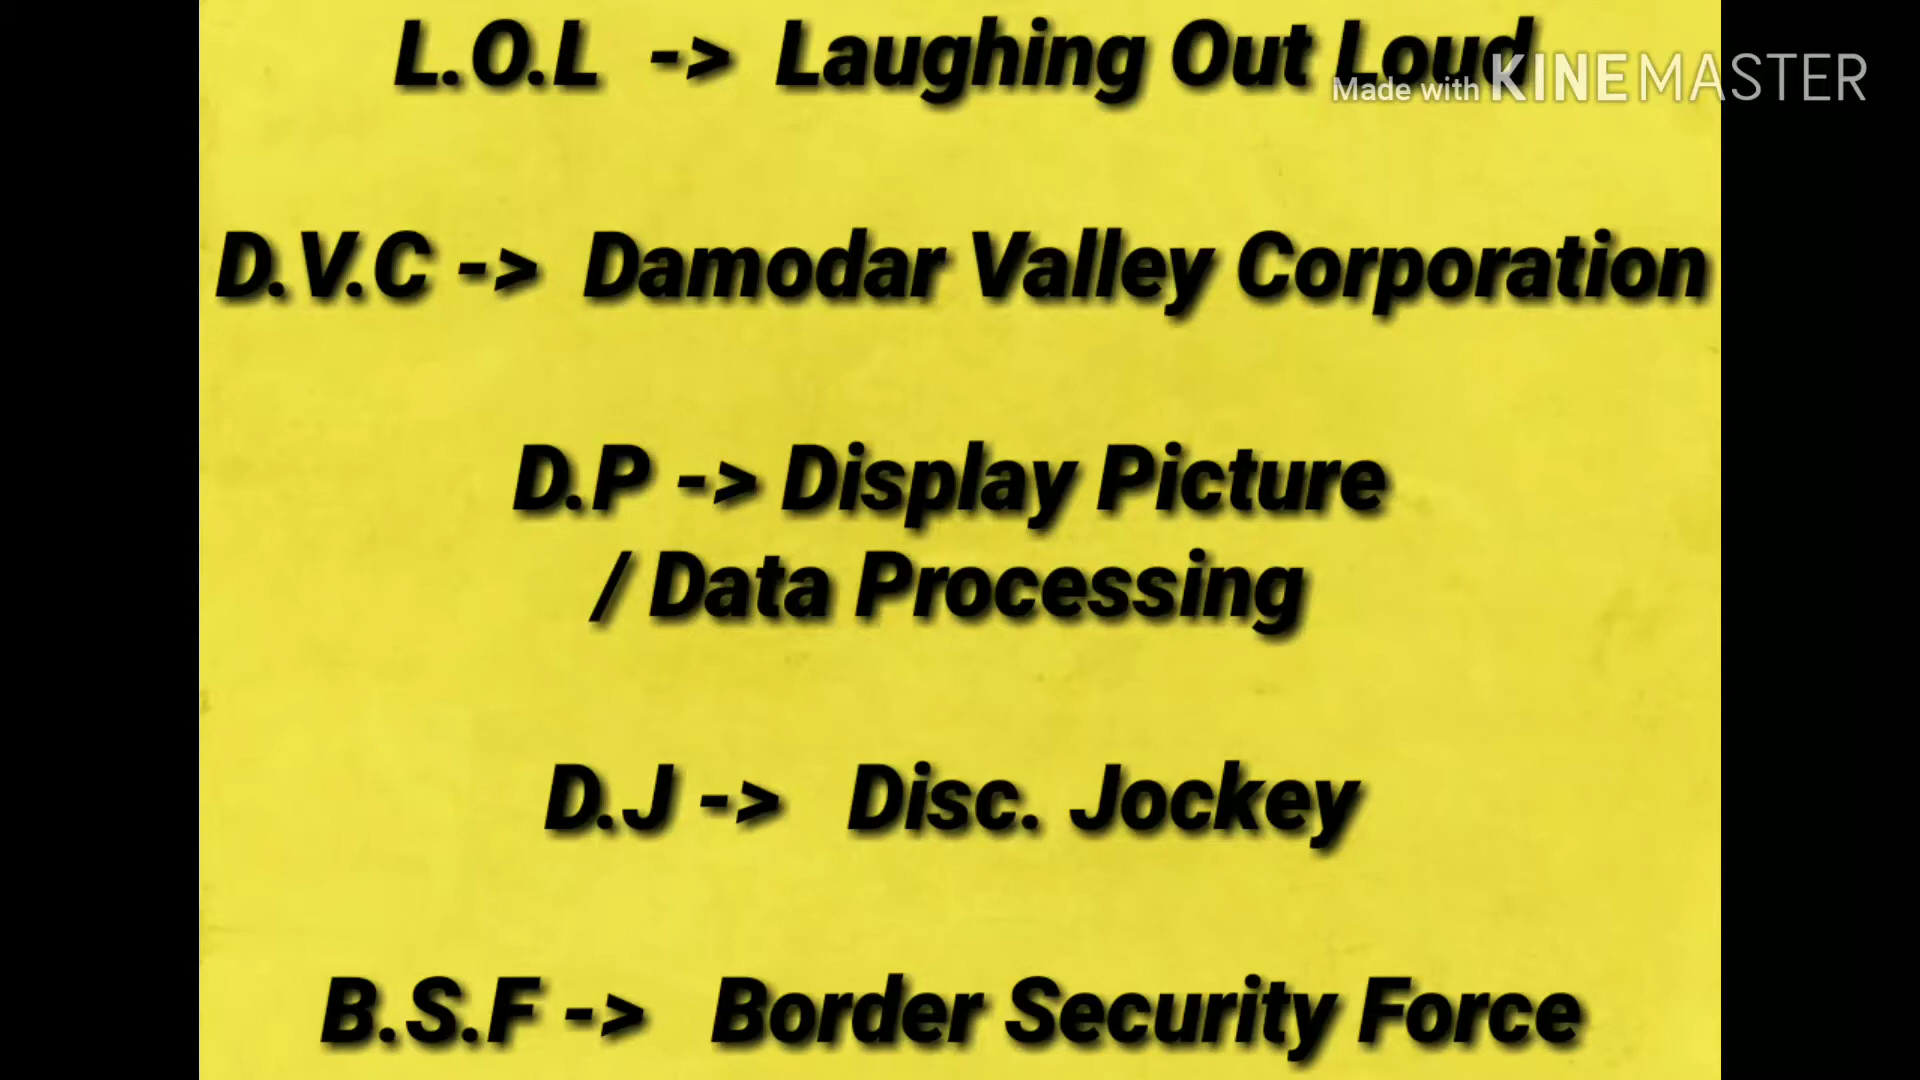 L.O.L -> Laughing Out Loud
Made with KINEMASTER
D.V.C -> Damodar Valley Corporation
D.P -> Display Picture
/ Data Processing
D.J -> Disc. Jockey
B.S.F -> Border Security Force